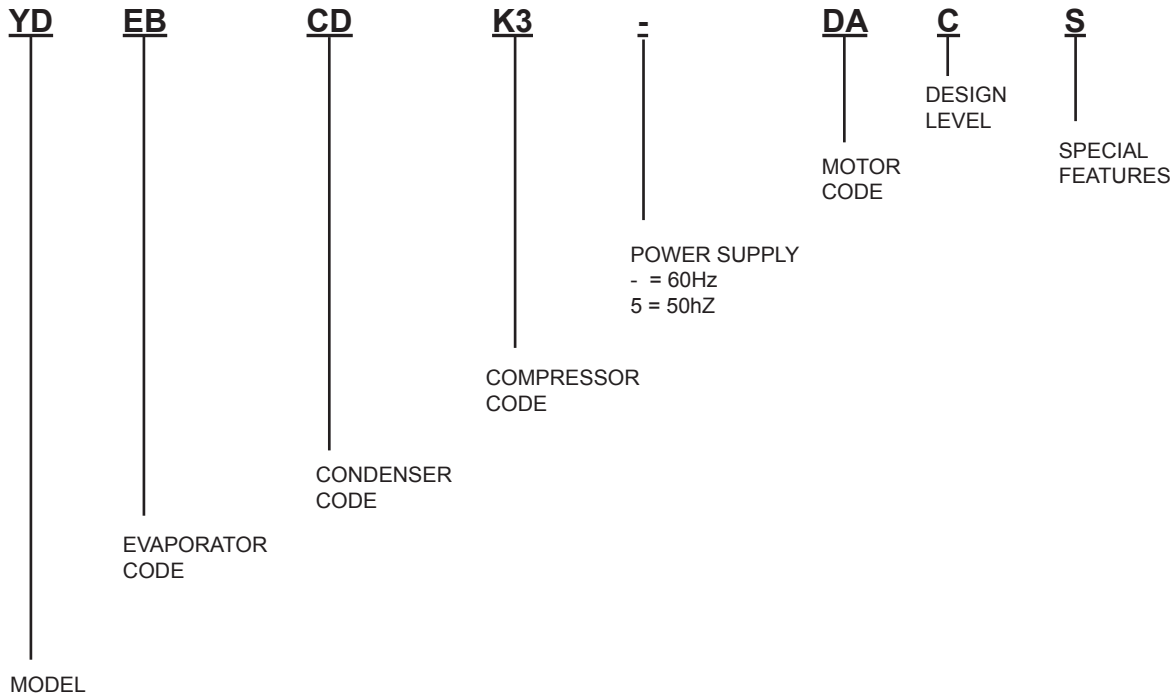 YD EB CD K3 - DA C S
DESIGN
LEVEL
SPECIAL
FEATURES
MOTOR
CODE
POWER SUPPLY
- = 60Hz
5 = 50hZ
COMPRESSOR
CODE
CONDENSER
CODE
EVAPORATOR
CODE
MODEL